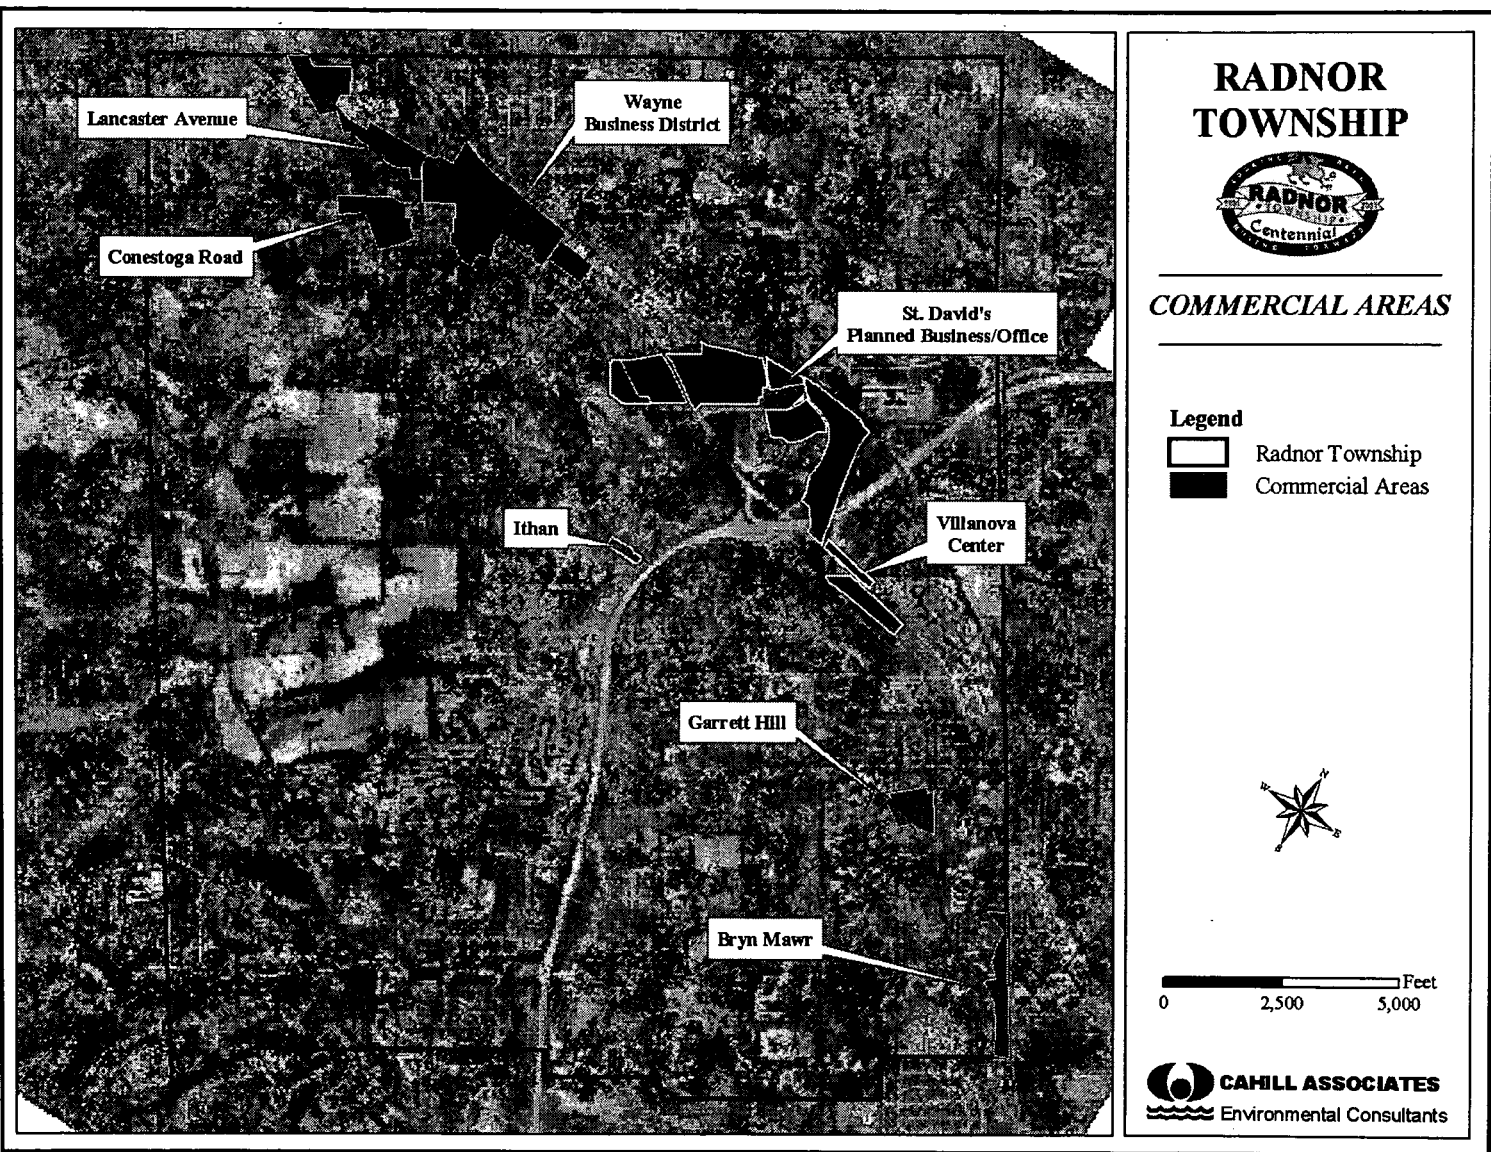 Lancaster Avenue
Wayne
Business District
Conestoga Road
St. David's
Planned Business/Office
Ithan
Villanova
Center
Garrett Hill
Bryn Mawr
RADNOR
TOWNSHIP
RADNOR
TOWNSHIP
Centennial
COMMERCIAL AREAS
Legend
Radnor Township
Commercial Areas
N
W
E
S
Feet
0 2,500 5,000
CAHILL ASSOCIATES
Environmental Consultants